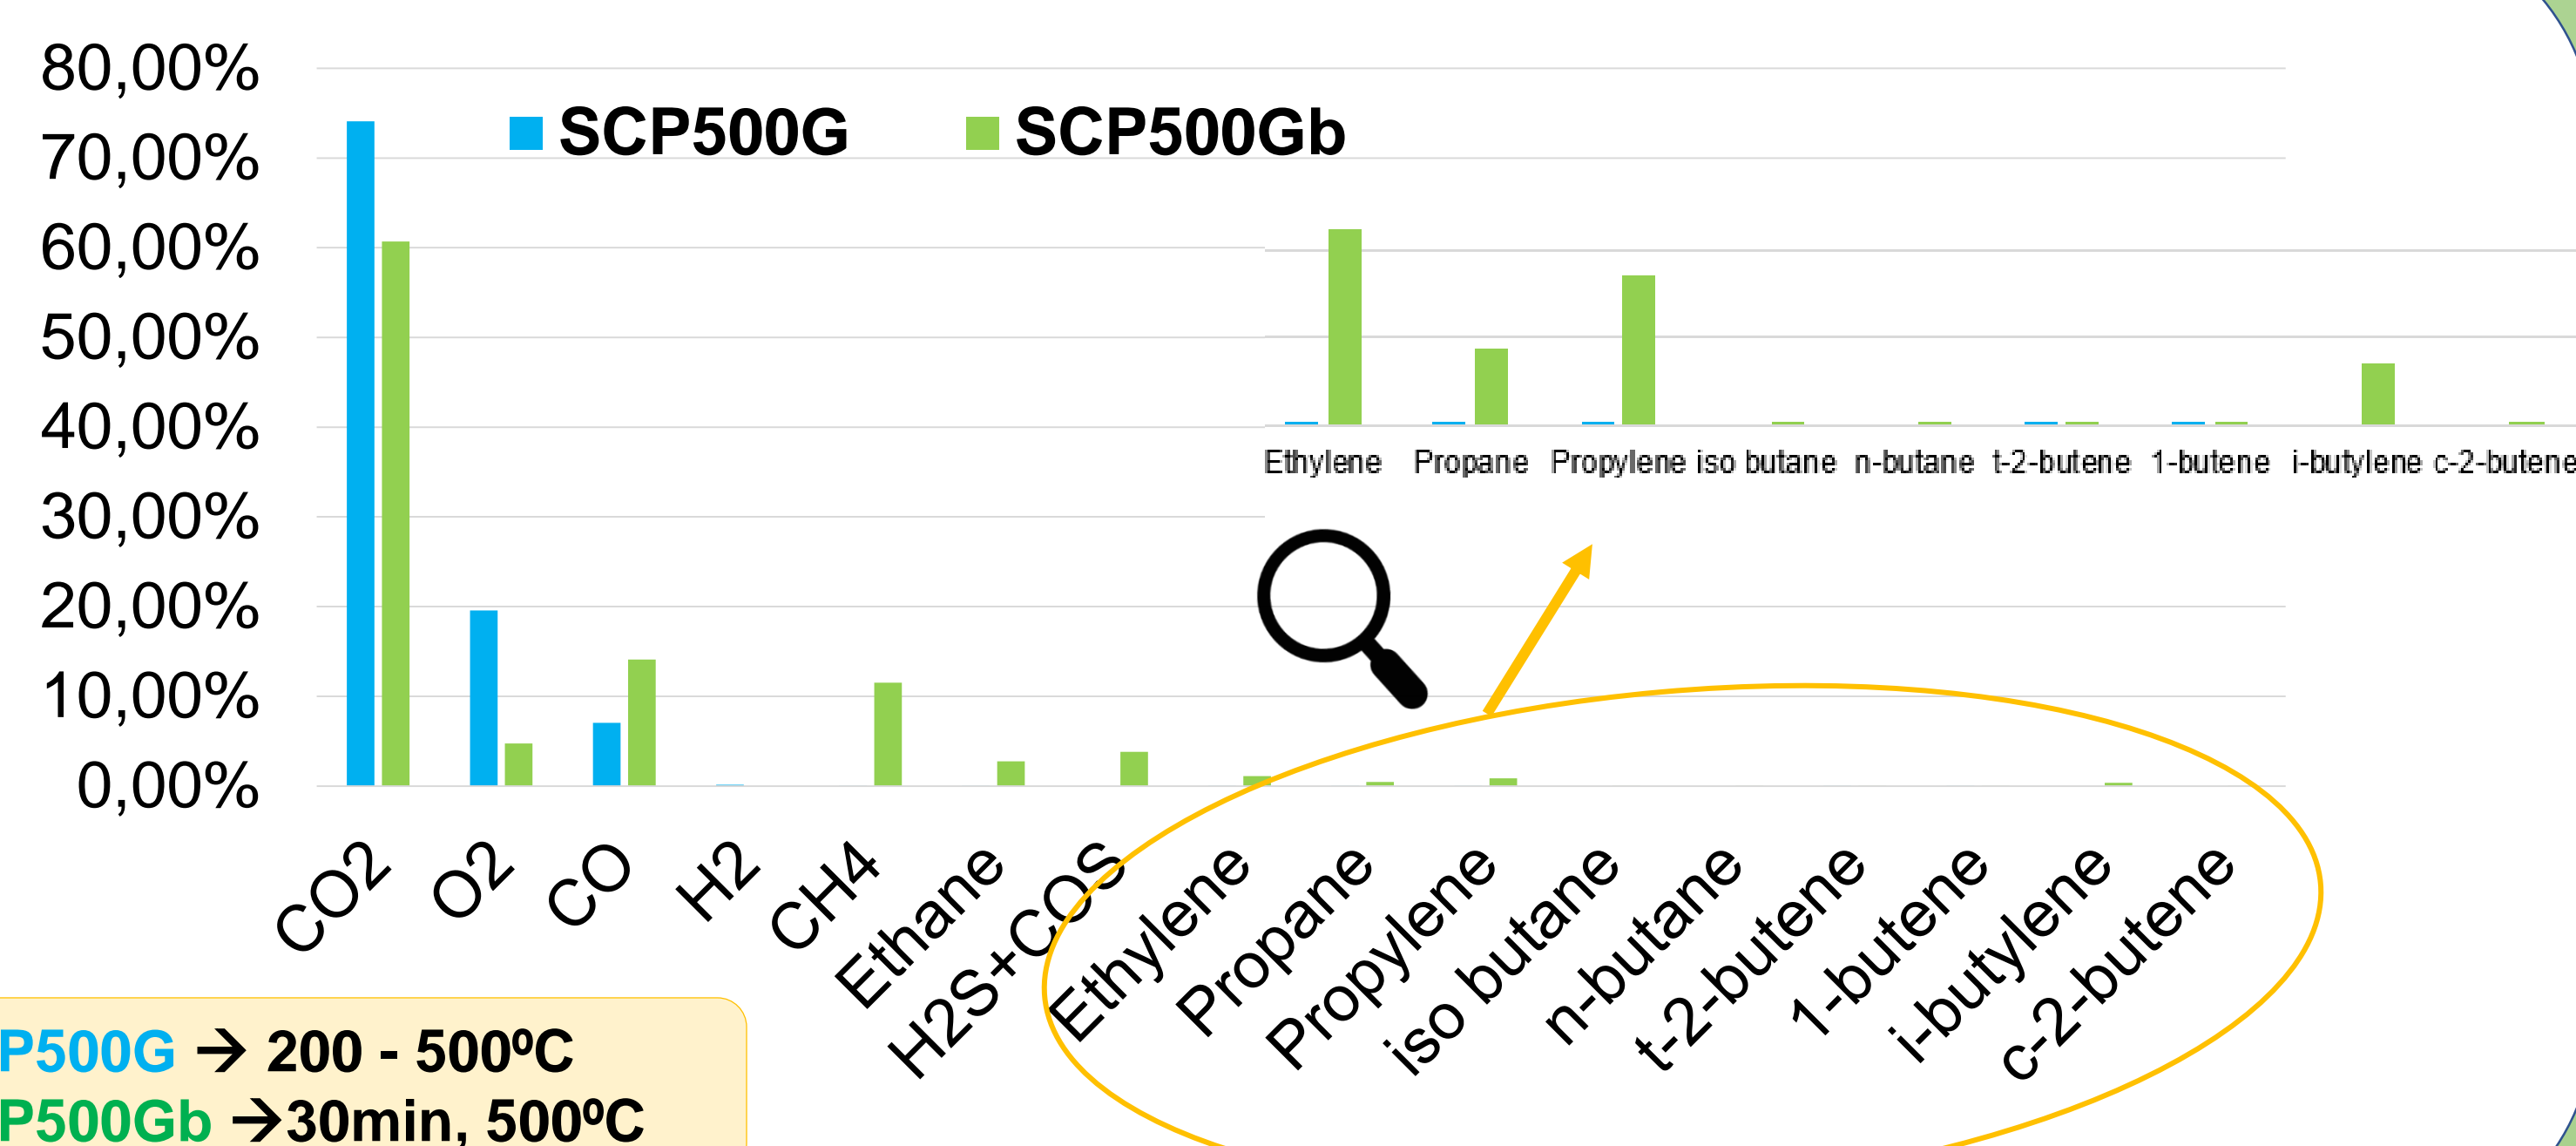 80,00%
70,00%
60,00%
50,00%
40,00%
30,00%
20,00%
10,00%
0,00%
SCP500G
SCP500Gb
Ethylene Propane Propylene iso butane n-butane t-2-butene 1-butene i-butylene c-2-butene
CO2
O2
CO
H2
CH4
Ethane
H2S+COS
Ethylene
Propane
Propylene
iso butane
n-butane
t-2-butene
1-butene
i-butylene
c-2-butene
P500G → 200 - 500ºC
P500Gb →30min, 500ºC